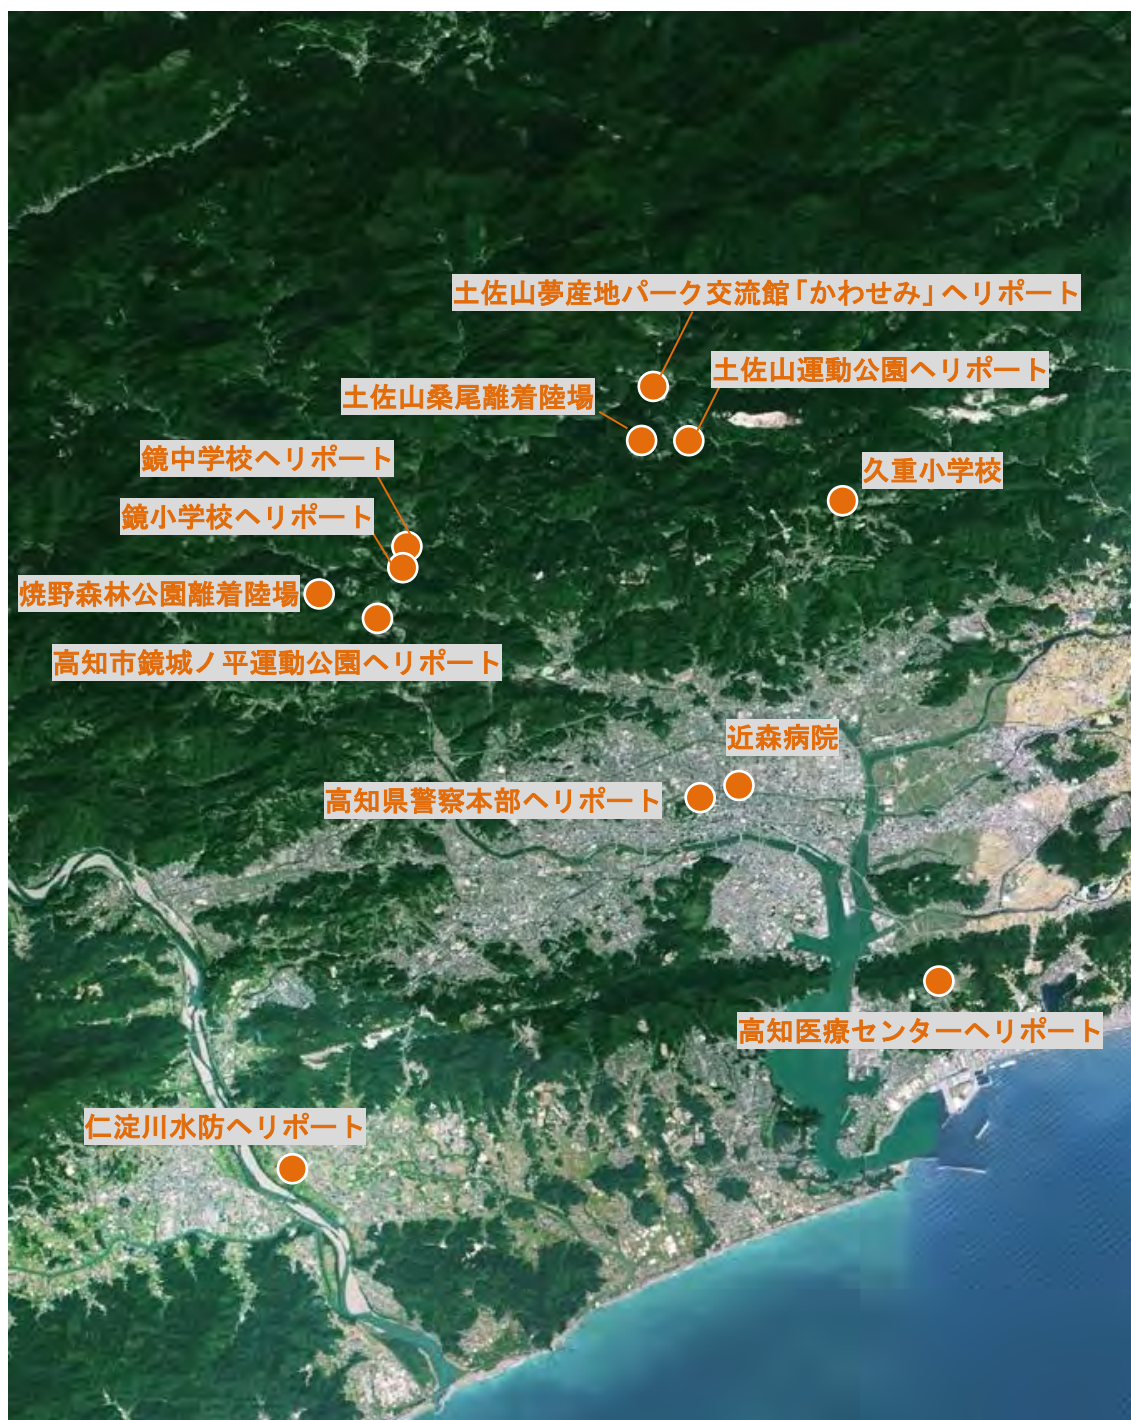 土佐山夢産地パーク交流館「かわせみ」ヘリポート
土佐山運動公園ヘリポート
土佐山桑尾離着陸場
鏡中学校ヘリポート
久重小学校
鏡小学校ヘリポート
焼野森林公園離着陸場
高知市鏡城ノ平運動公園ヘリポート
近森病院
高知県警察本部ヘリポート
高知医療センターヘリポート
仁淀川水防ヘリポート